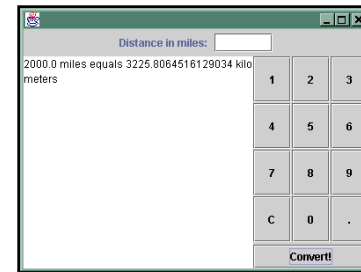 Distance in miles:
2000.0 miles equals 3225.8064516129034 kilo
meters
1 2 3
4 5 6
7 8 9
C 0 .
Convert!